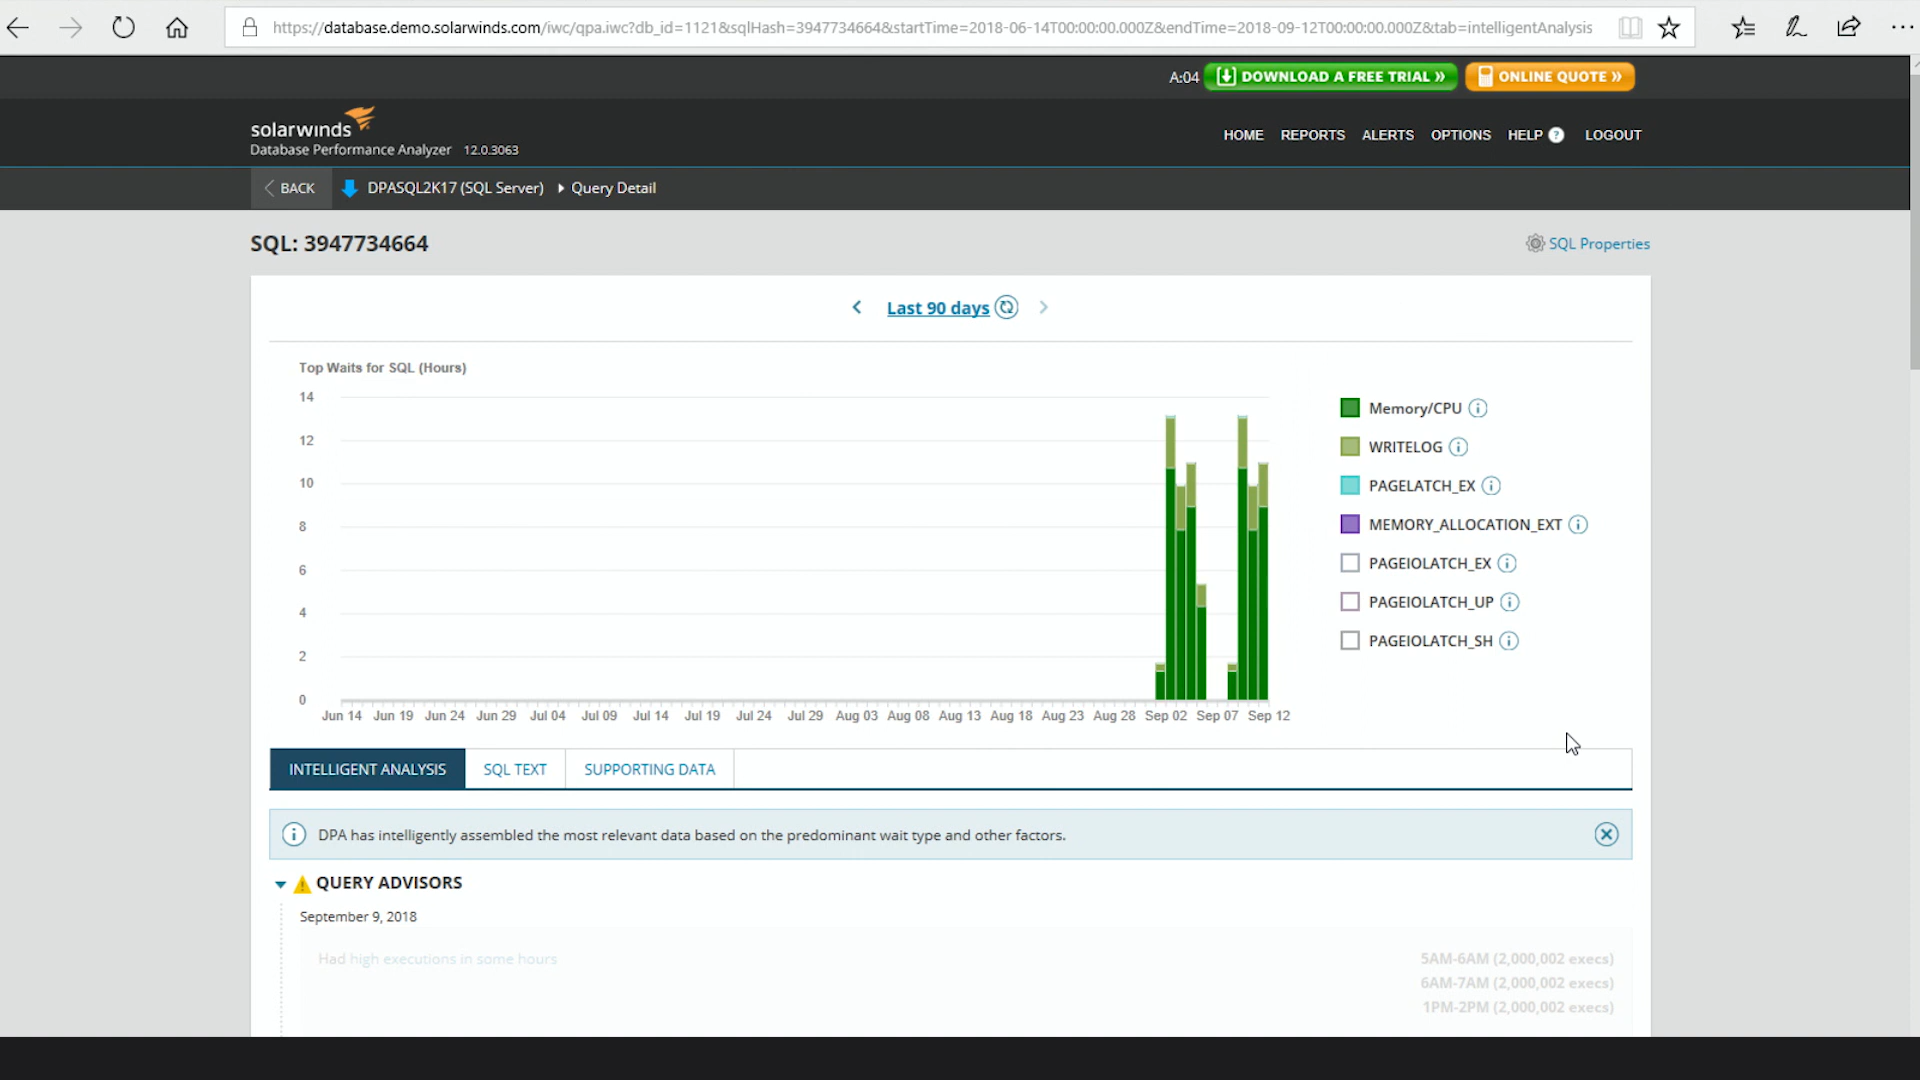 https://database.demo.solarwinds.com/iwc/qpa.iwc?db_id=1121&sqlHash=3947734664&startTime=2018-06-14T00:00:00.000Z&endTime=2018-09-12T00:00:00.000Z&tab=intelligentAnalysis
A:04 DOWNLOAD A FREE TRIAL » ONLINE QUOTE »
solarwinds
Database Performance Analyzer 12.0.3063
HOME REPORTS ALERTS OPTIONS HELP ? LOGOUT
BACK DPASQL2K17 (SQL Server) Query Detail
SQL: 3947734664
SQL Properties
Last 90 days
Top Waits for SQL (Hours)
14
12
10
8
6
4
2
0
Jun 14 Jun 19 Jun 24 Jun 29 Jul 04 Jul 09 Jul 14 Jul 19 Jul 24 Jul 29 Aug 03 Aug 08 Aug 13 Aug 18 Aug 23 Aug 28 Sep 02 Sep 07 Sep 12
Memory/CPU i
WRITELOG i
PAGELATCH_EX i
MEMORY_ALLOCATION_EXT i
PAGEIOLATCH_EX i
PAGEIOLATCH_UP i
PAGEIOLATCH_SH i
INTELLIGENT ANALYSIS SQL TEXT SUPPORTING DATA
i DPA has intelligently assembled the most relevant data based on the predominant wait type and other factors.
QUERY ADVISORS
September 9, 2018
Had high executions in some hours
5AM-6AM (2,000,002 execs)
6AM-7AM (2,000,002 execs)
1PM-2PM (2,000,002 execs)